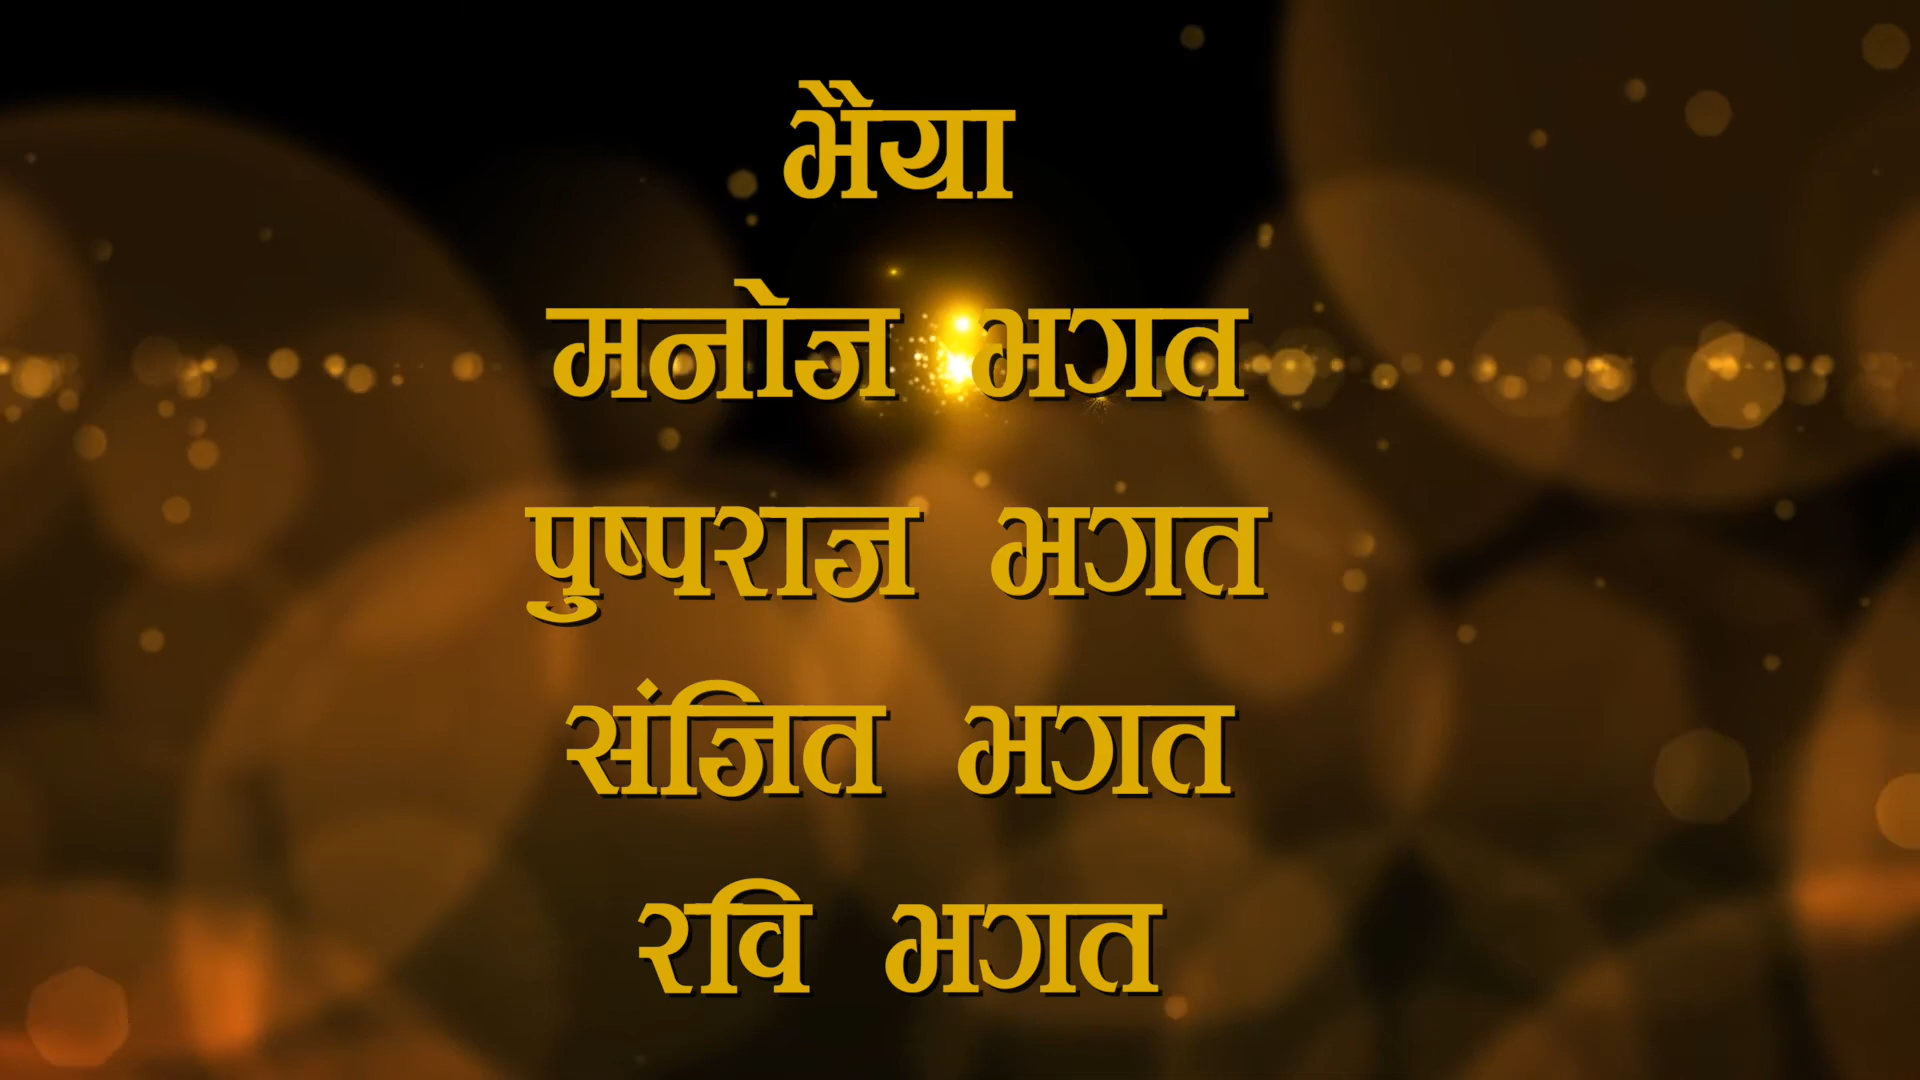 भैया
मनोज भगत
पुष्पराज भगत
संजित भगत
रवि भगत